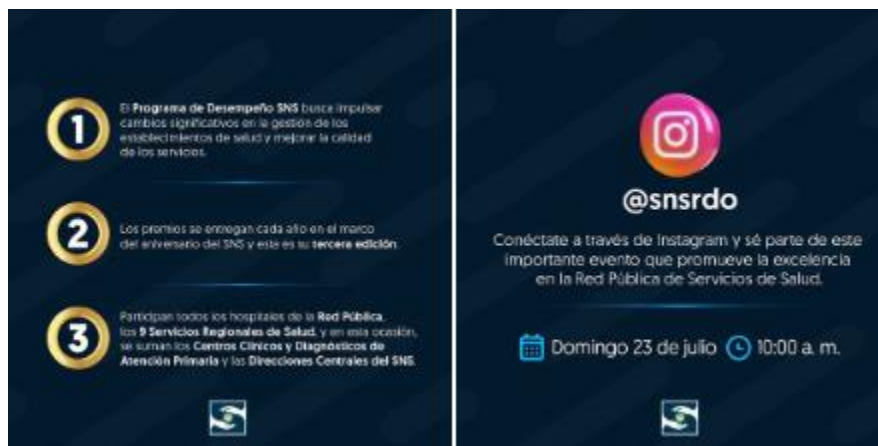 1
El Programa de Desempeño SNS busca impulsar
cambios significativos en la gestión de los
establecimientos de salud y mejorar la calidad
de los servicios.
2
Los premios se entregan cada año en el marco
del aniversario del SNS y esta es su tercera edición.
3
Participan todos los hospitales de la Red Pública,
los 9 Servicios Regionales de Salud, y en esta ocasión,
se suman los Centros Clínicos y Diagnósticos de
Atención Primaria y las Direcciones Centrales del SNS.
@snsrdo
Conéctate a través de Instagram y sé parte de este
importante evento que promueve la excelencia
en la Red Pública de Servicios de Salud.
Domingo 23 de julio 10:00 a. m.